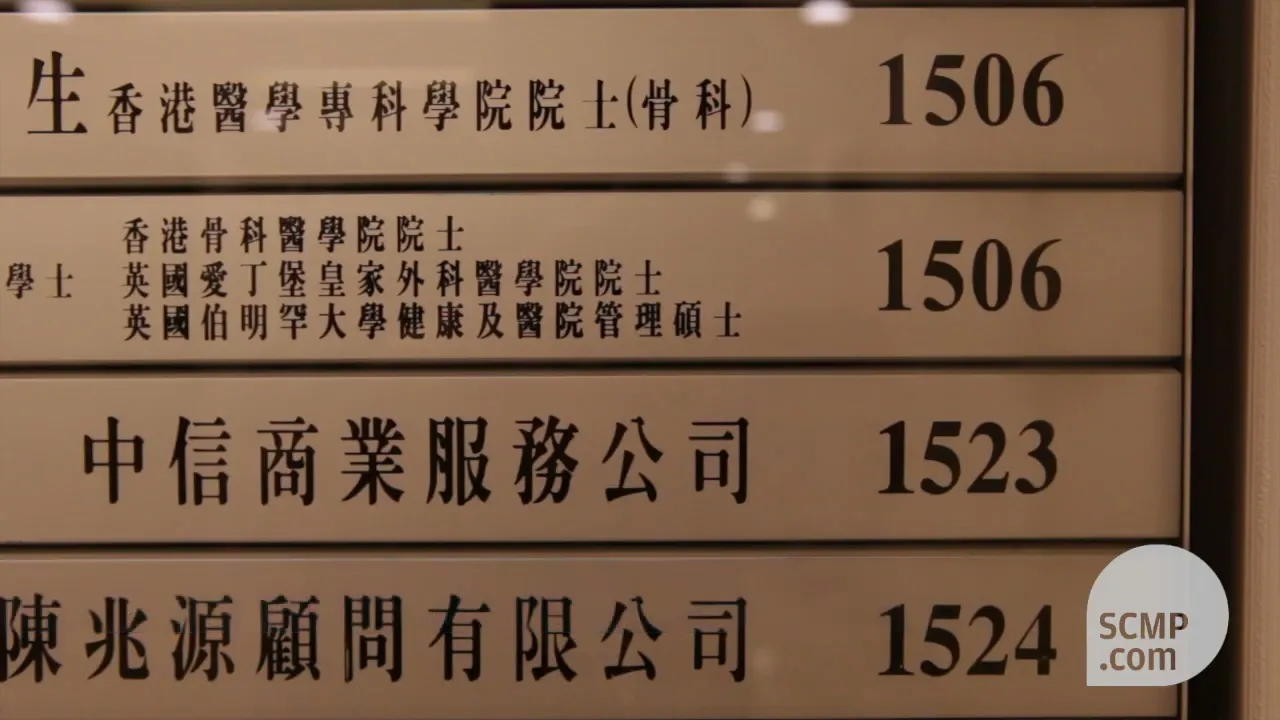 生 香港醫學專科學院院士(骨科) 1506
香港骨科醫學院院士
學士 英國愛丁堡皇家外科醫學院院士 1506
英國伯明罕大學健康及醫院管理碩士
中信商業服務公司 1523
陳兆源顧問有限公司 1524
SCMP
.com